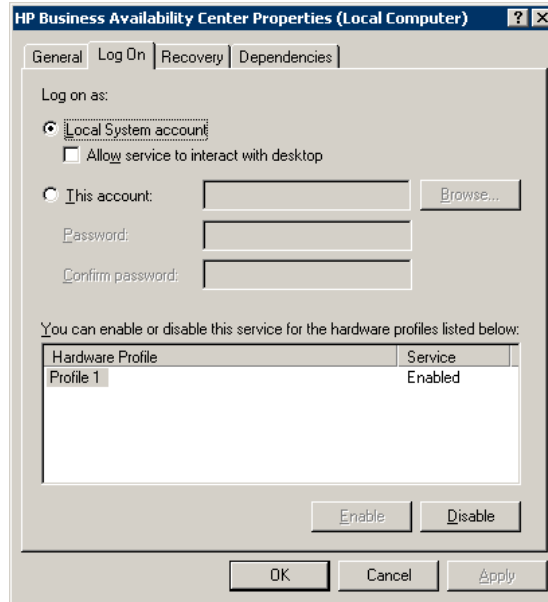 HP Business Availability Center Properties (Local Computer) ? X
General Log On Recovery Dependencies
Log on as:
Local System account
Allow service to interact with desktop
This account: Browse...
Password:
Confirm password:
You can enable or disable this service for the hardware profiles listed below:
Hardware Profile Service
Profile 1 Enabled
Enable Disable
OK Cancel Apply